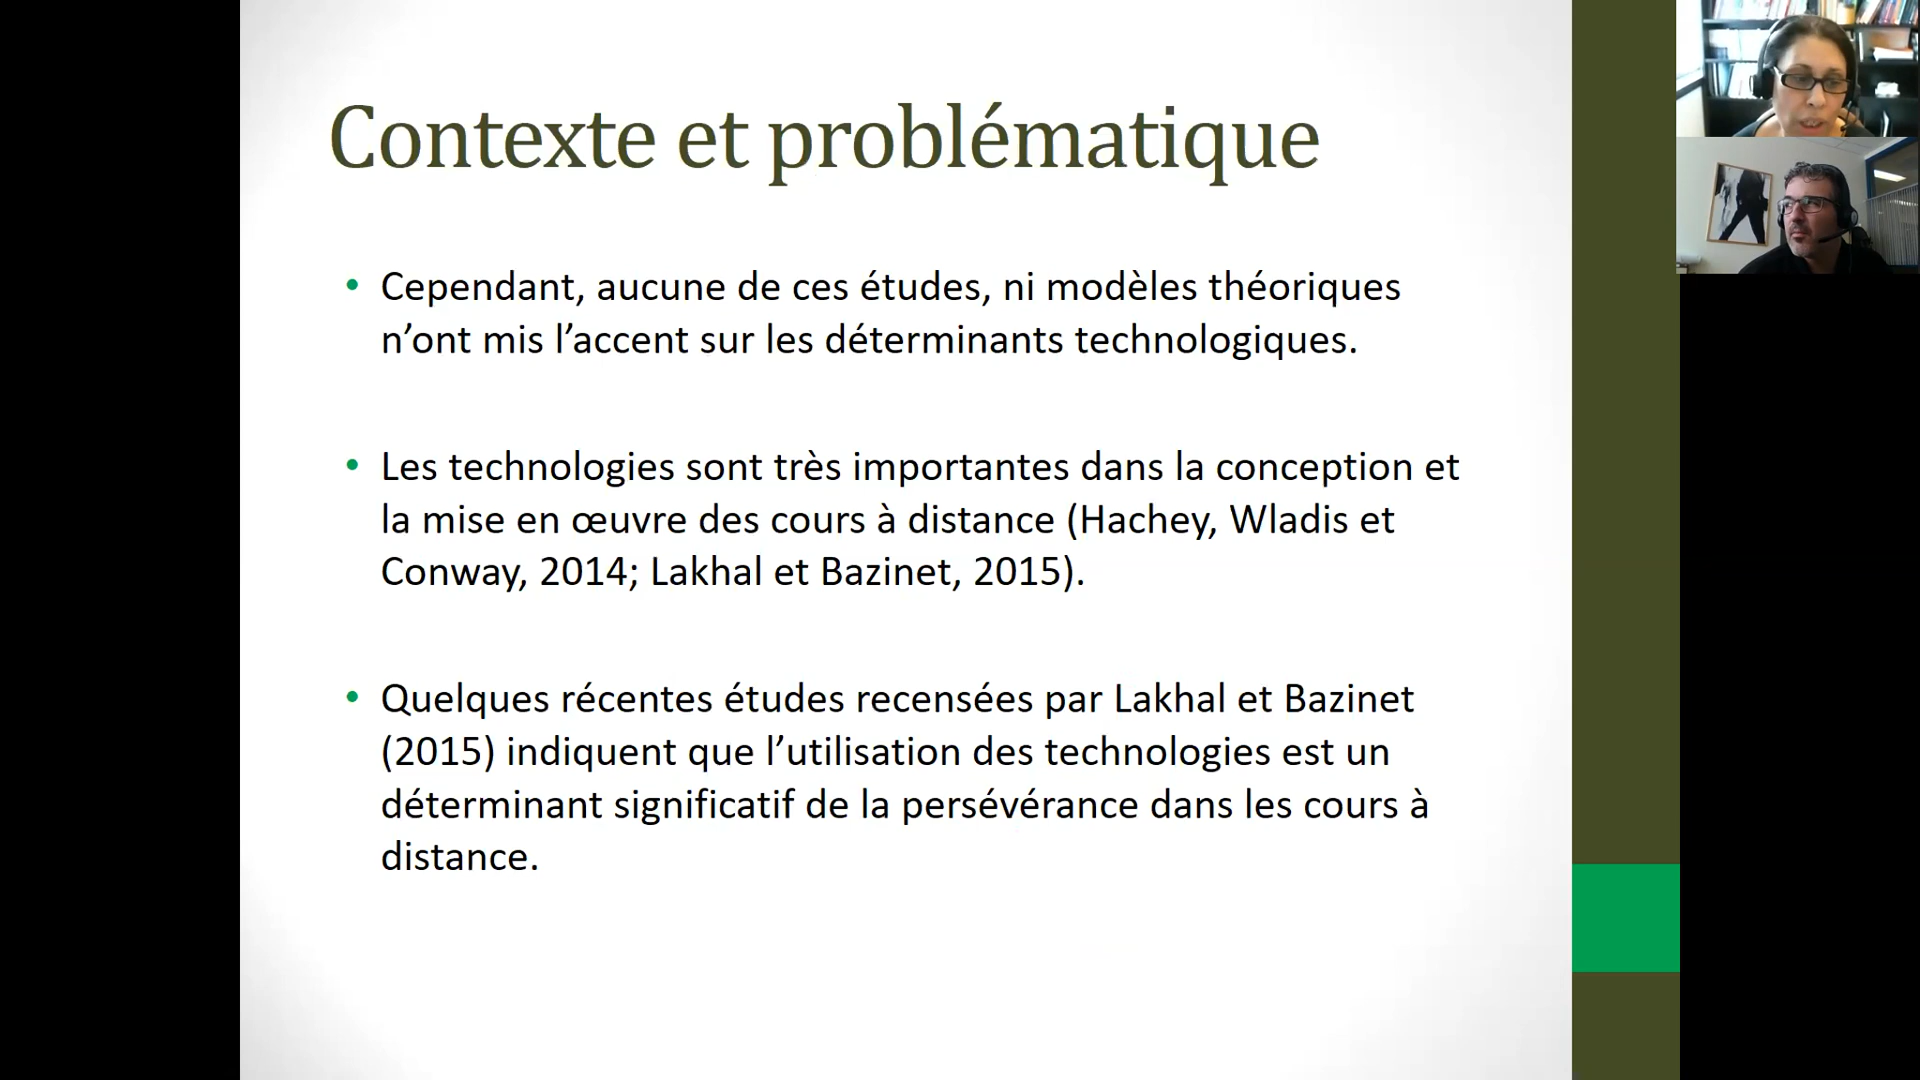 Contexte et problématique
• Cependant, aucune de ces études, ni modèles théoriques
n’ont mis l’accent sur les déterminants technologiques.
• Les technologies sont très importantes dans la conception et
la mise en œuvre des cours à distance (Hachey, Wladis et
Conway, 2014; Lakhal et Bazinet, 2015).
• Quelques récentes études recensées par Lakhal et Bazinet
(2015) indiquent que l’utilisation des technologies est un
déterminant significatif de la persévérance dans les cours à
distance.